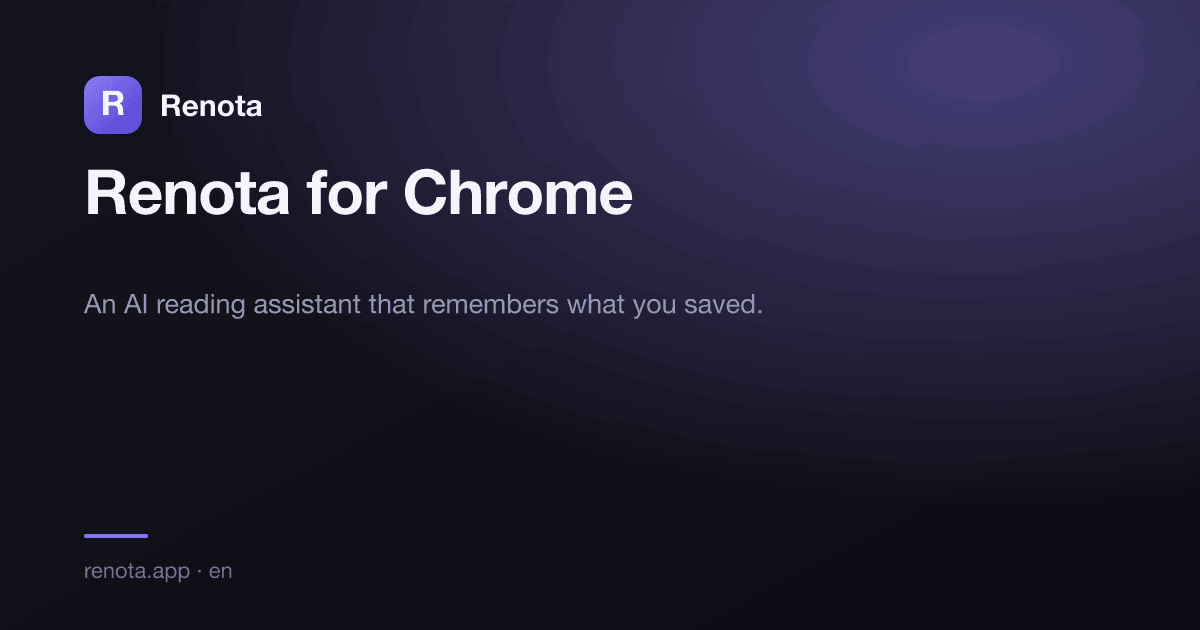 R
Renota
Renota for Chrome
An AI reading assistant that remembers what you saved.
renota.app · en